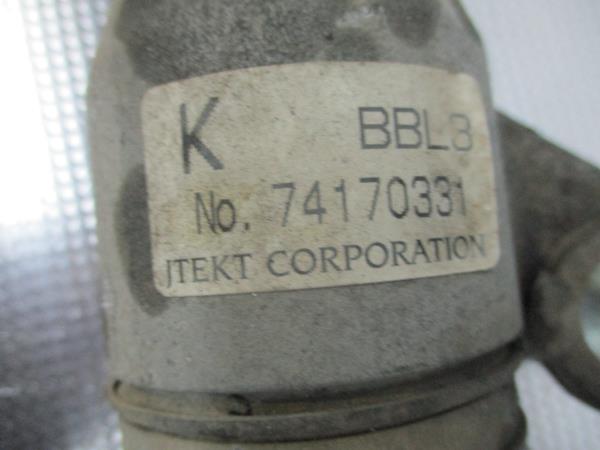 K BBL3
No. 74170331
JTEKT CORPORATION